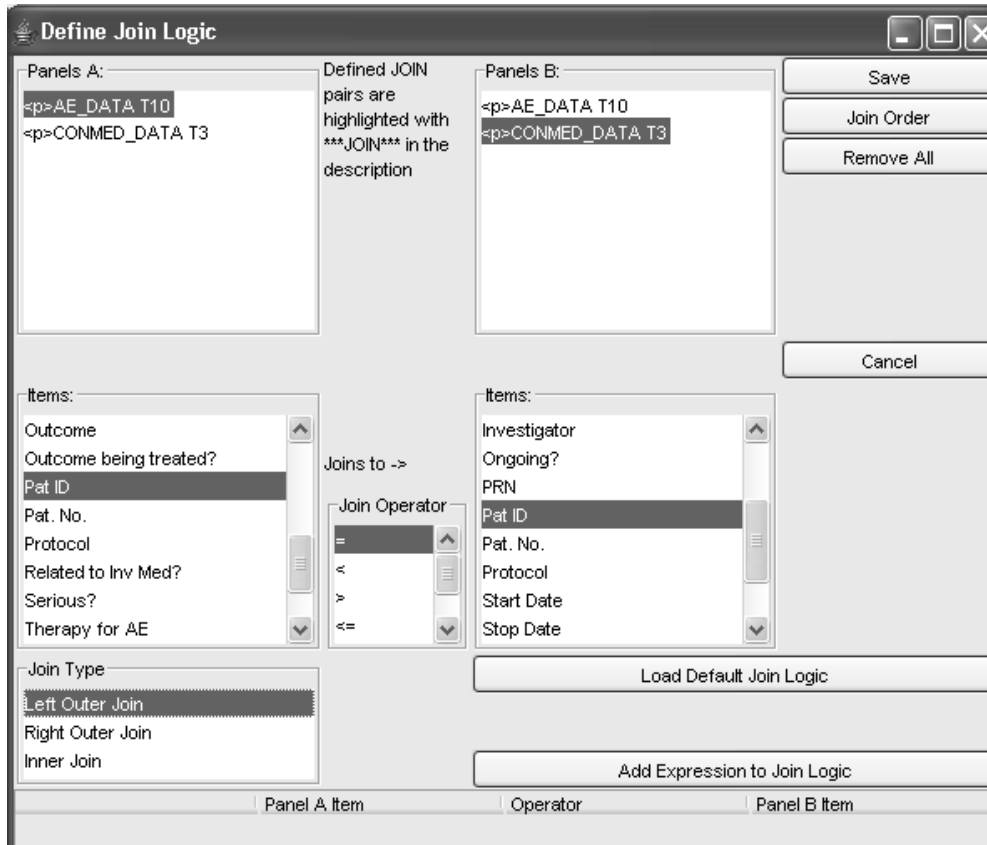 Define Join Logic
Panels A:
<p>AE_DATA T10
<p>CONMED_DATA T3
Defined JOIN
pairs are
highlighted with
***JOIN*** in the
description
Panels B:
<p>AE_DATA T10
<p>CONMED_DATA T3
Save
Join Order
Remove All
Cancel
Items:
Outcome
Outcome being treated?
Pat ID
Pat. No.
Protocol
Related to Inv Med?
Serious?
Therapy for AE
Joins to ->
Join Operator
=
<
>
<=
Items:
Investigator
Ongoing?
PRN
Pat ID
Pat. No.
Protocol
Start Date
Stop Date
Join Type
Left Outer Join
Right Outer Join
Inner Join
Load Default Join Logic
Add Expression to Join Logic
Panel A Item Operator Panel B Item